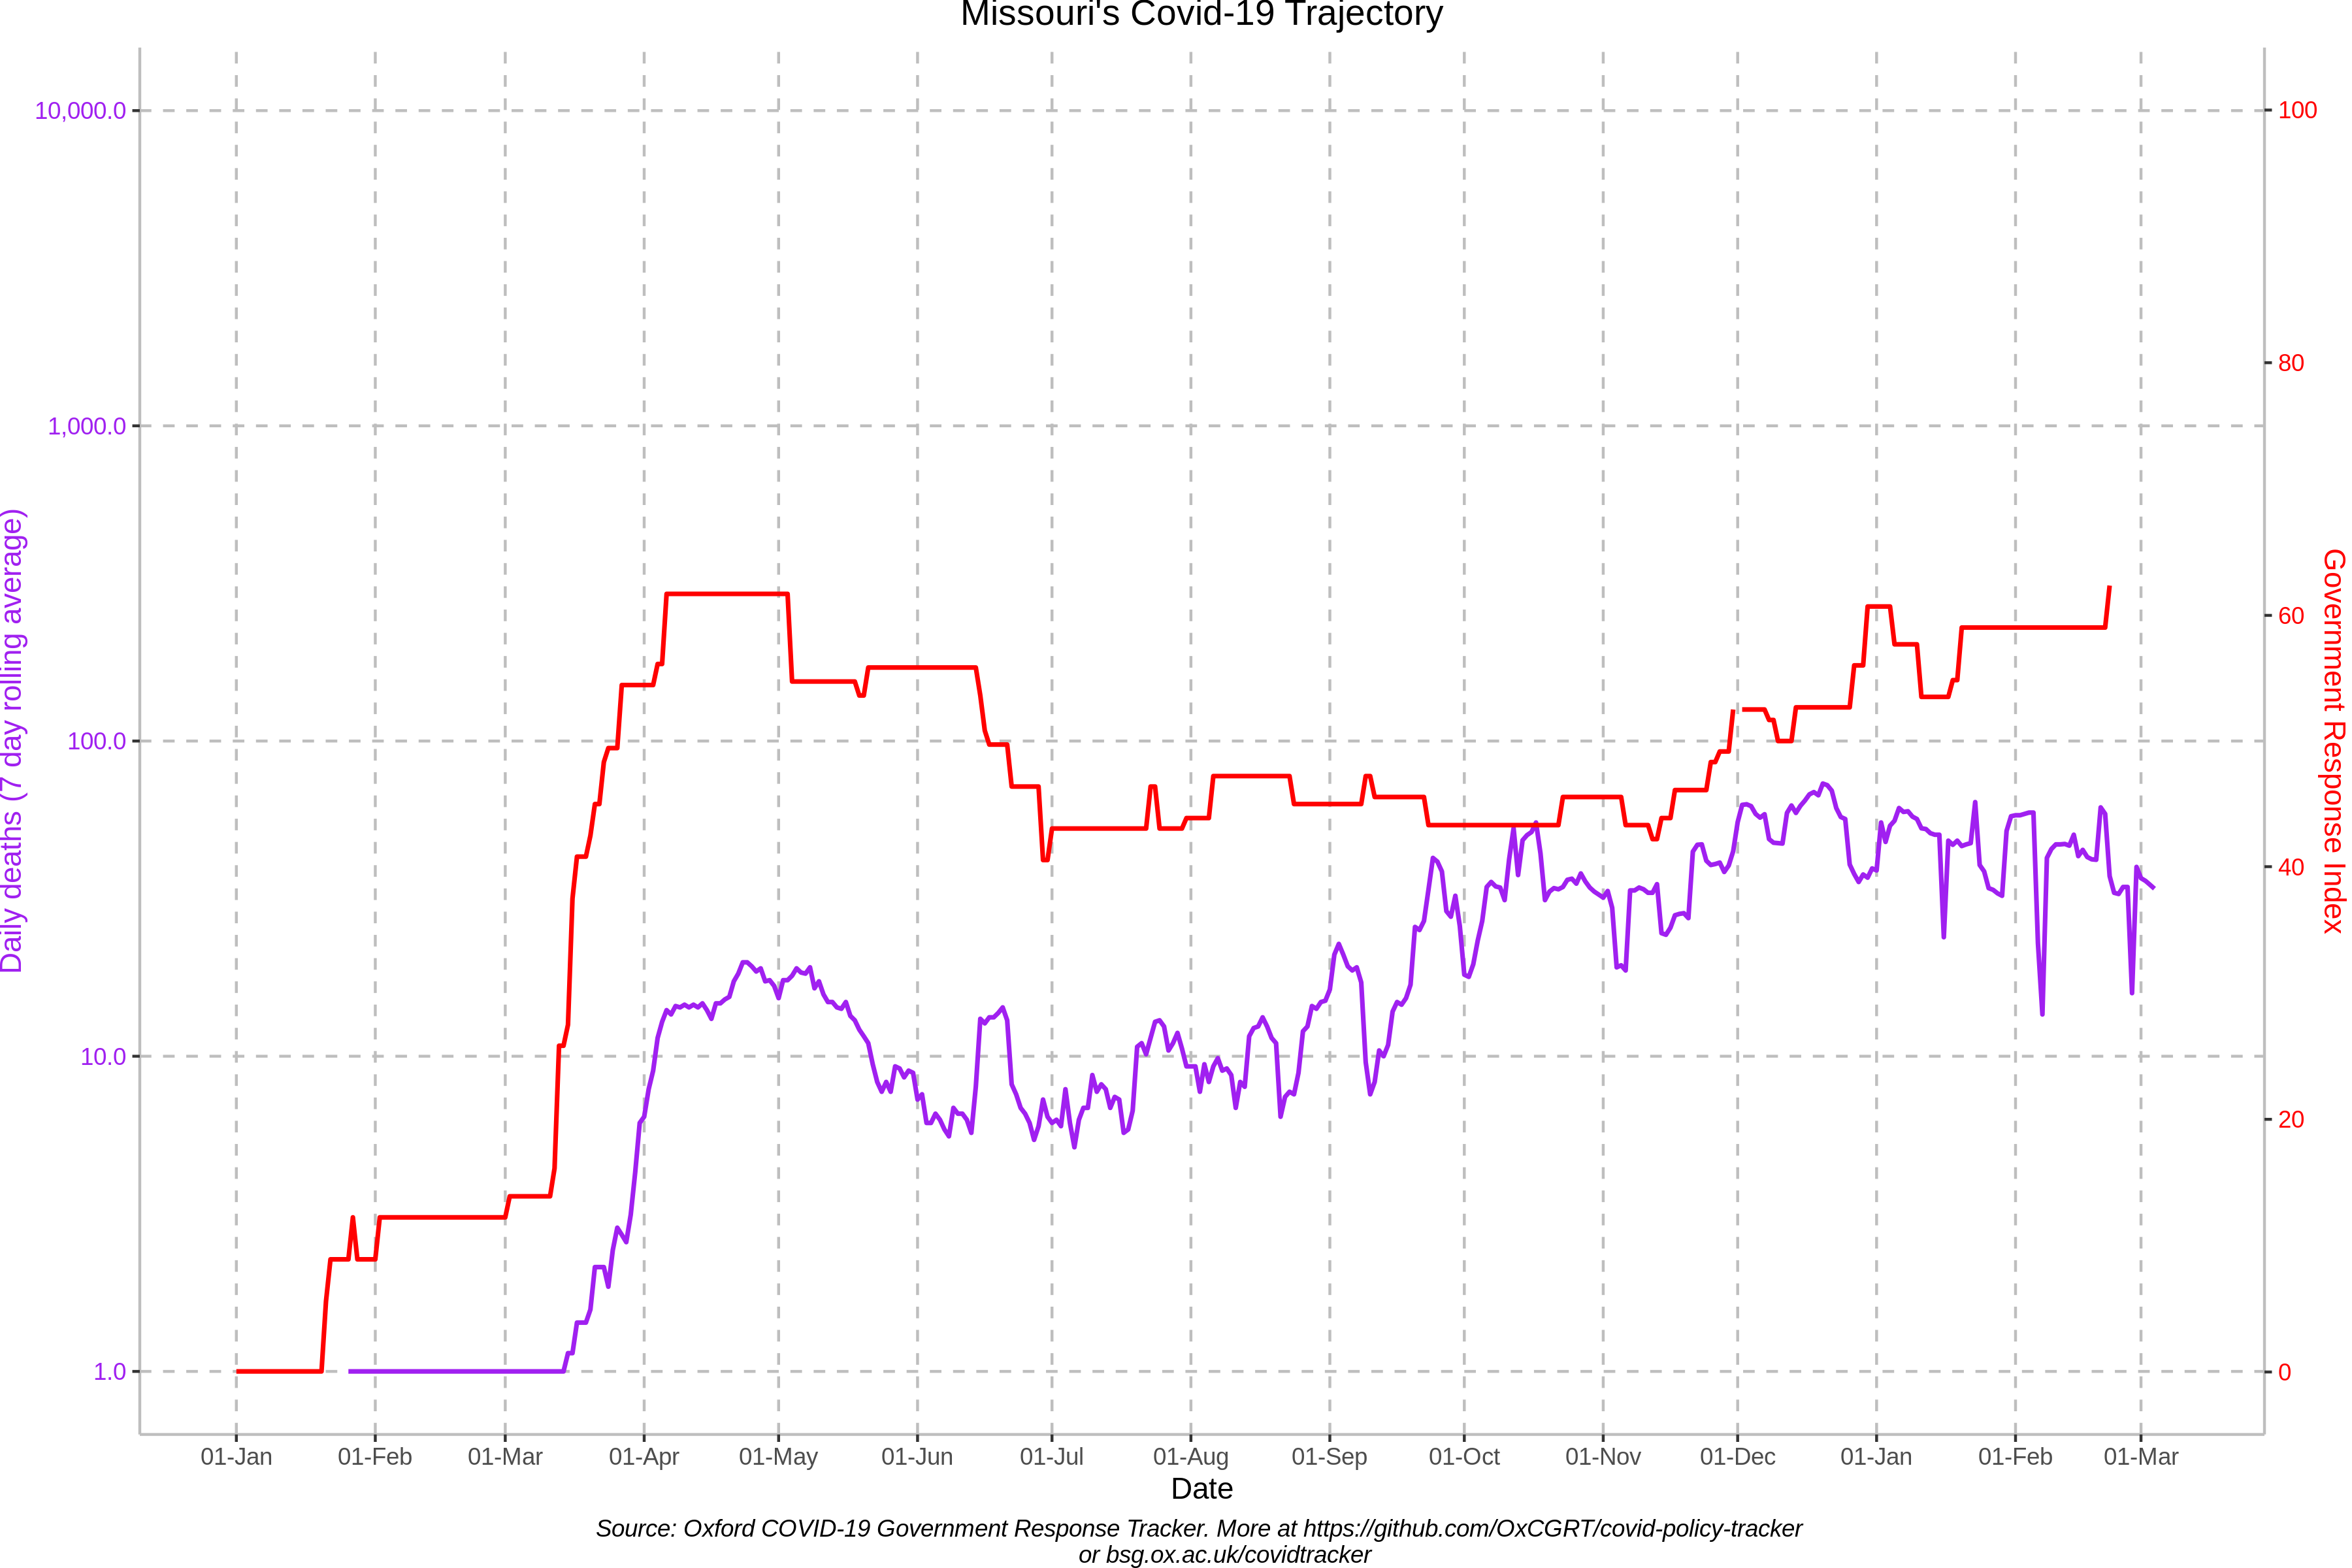 Missouri's Covid-19 Trajectory
10,000.0
1,000.0
100.0
10.0
1.0
Daily deaths (7 day rolling average)
100
80
60
40
20
0
Government Response Index
01-Jan 01-Feb 01-Mar 01-Apr 01-May 01-Jun 01-Jul 01-Aug 01-Sep 01-Oct 01-Nov 01-Dec 01-Jan 01-Feb 01-Mar
Date
Source: Oxford COVID-19 Government Response Tracker. More at https://github.com/OxCGRT/covid-policy-tracker
or bsg.ox.ac.uk/covidtracker